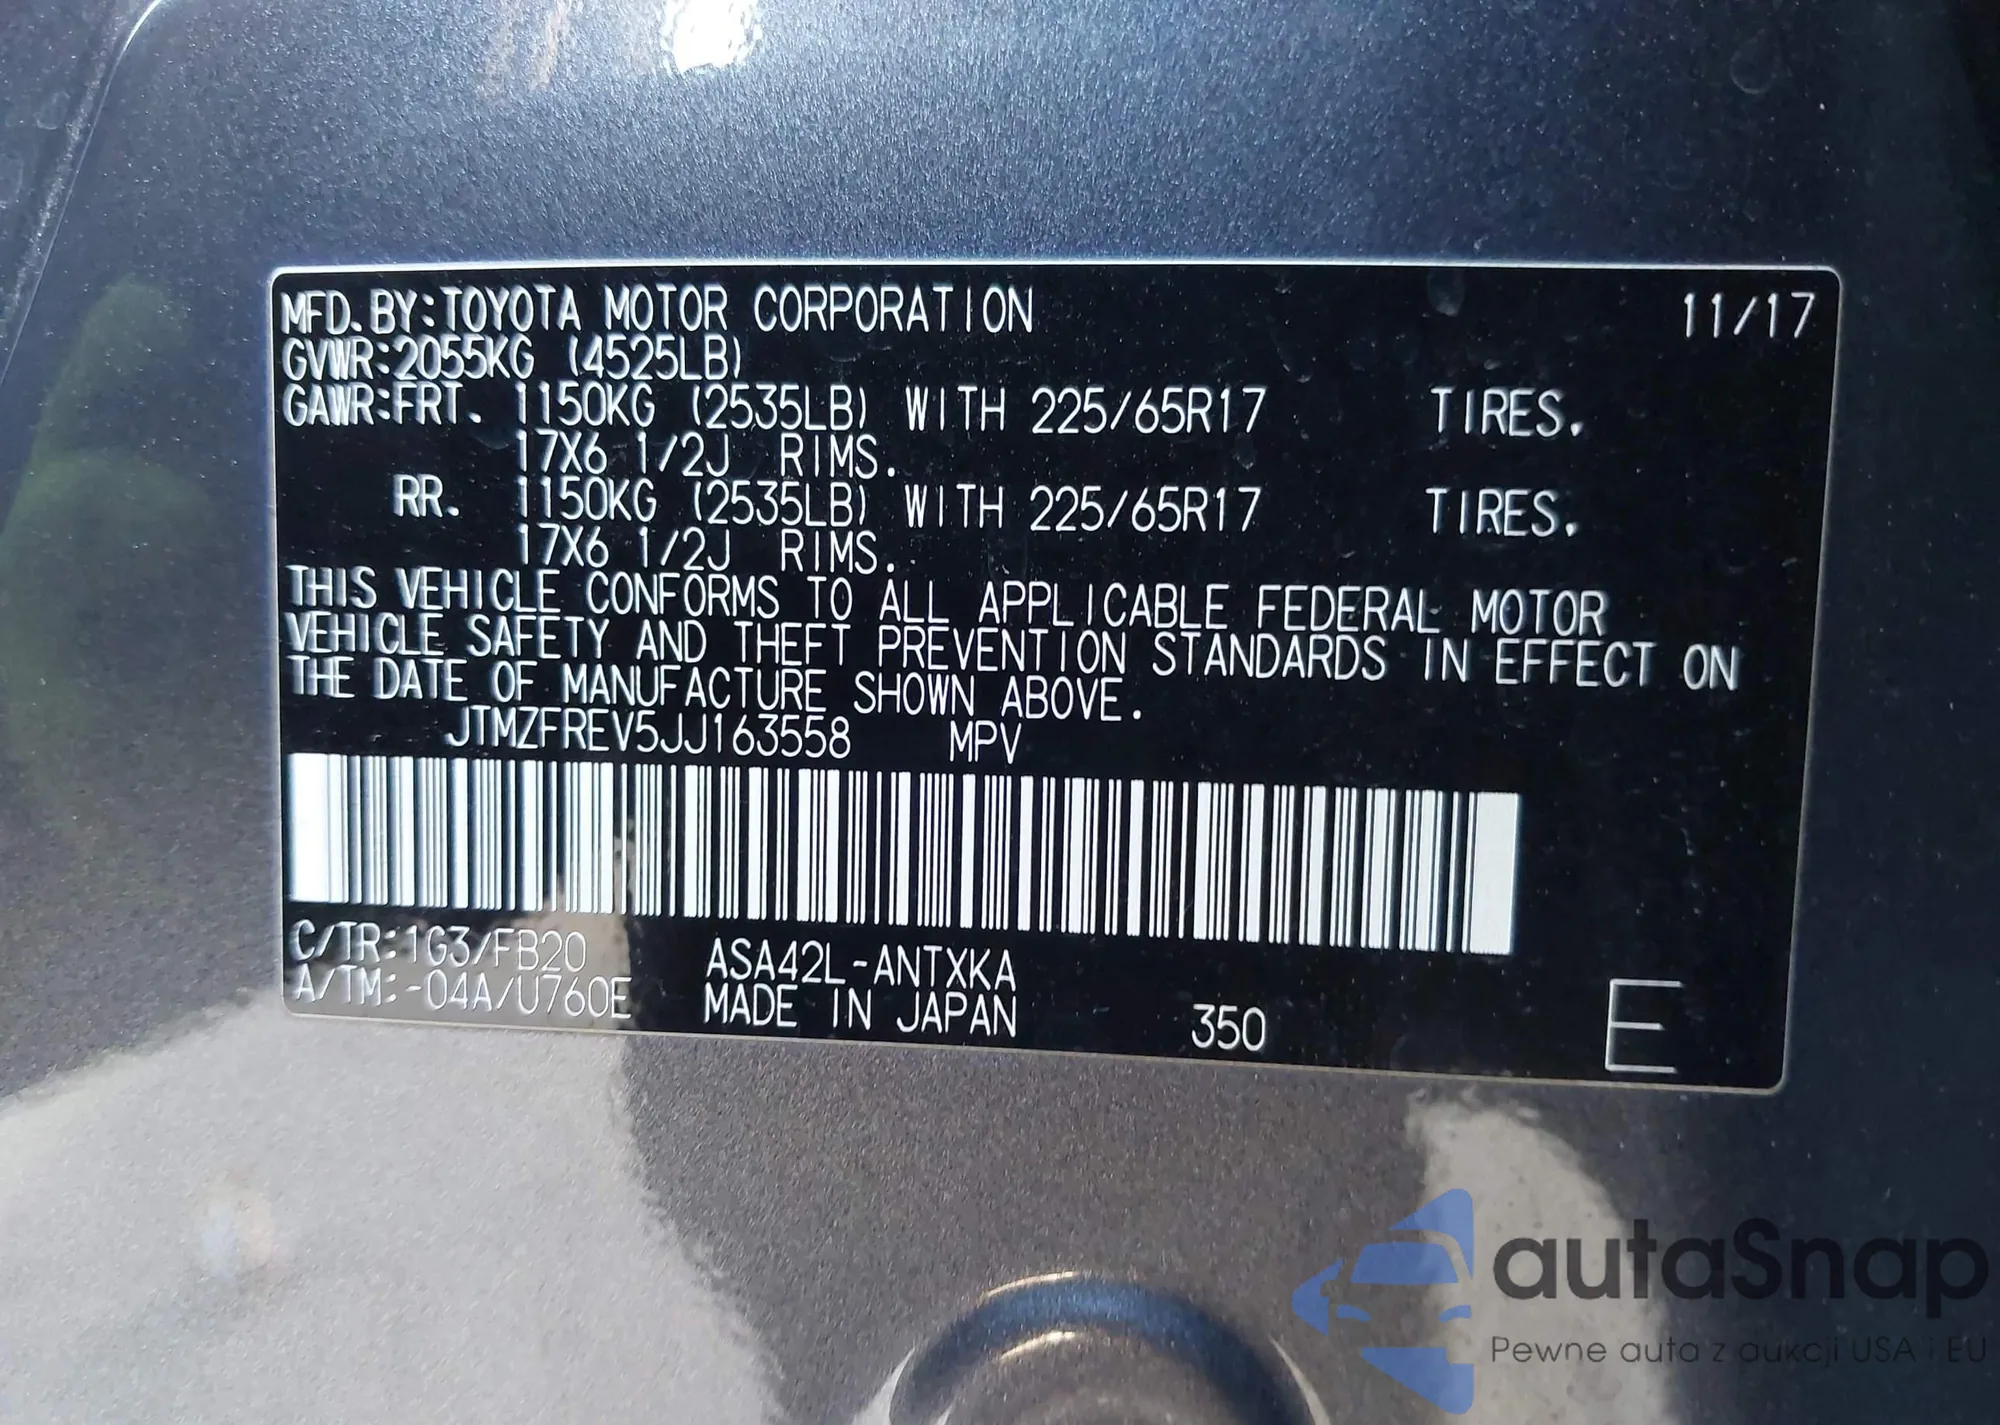 MFD. BY: TOYOTA MOTOR CORPORATION 11/17
GVWR: 2055KG (4525LB)
GAWR: FRT. 1150KG (2535LB) WITH 225/65R17 TIRES.
17X6 1/2J RIMS.
RR. 1150KG (2535LB) WITH 225/65R17 TIRES.
17X6 1/2J RIMS.
THIS VEHICLE CONFORMS TO ALL APPLICABLE FEDERAL MOTOR
VEHICLE SAFETY AND THEFT PREVENTION STANDARDS IN EFFECT ON
THE DATE OF MANUFACTURE SHOWN ABOVE.
JTMZFREV5JJ163558 MPV
C/TR: 1G3/FB20 ASA42L-ANTXKA
A/TM: -04A/U760E MADE IN JAPAN 350 E
autaSnap
Pewne auta z aukcji USA i EU